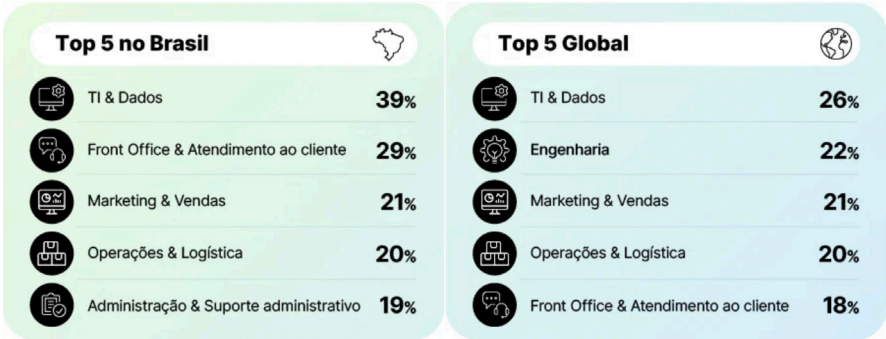 Top 5 no Brasil
TI & Dados 39%
Front Office & Atendimento ao cliente 29%
Marketing & Vendas 21%
Operações & Logística 20%
Administração & Suporte administrativo 19%
Top 5 Global
TI & Dados 26%
Engenharia 22%
Marketing & Vendas 21%
Operações & Logística 20%
Front Office & Atendimento ao cliente 18%